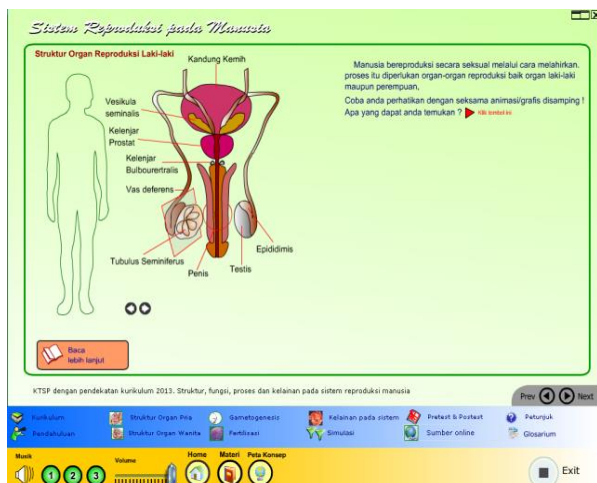 Sistem Reproduksi pada Manusia
Struktur Organ Reproduksi Laki-laki
Kandung Kemih
Vesikula
seminalis
Kelenjar
Prostat
Kelenjar
Bulbourertralis
Vas deferens
Tubulus Seminiferus
Penis
Testis
Epididimis
Manusia bereproduksi secara seksual melalui cara melahirkan.
proses itu diperlukan organ-organ reproduksi baik organ laki-laki
maupun perempuan,
Coba anda perhatikan dengan seksama animasi/grafis disamping !
Apa yang dapat anda temukan ?
Klik tombol ini
Baca
lebih lanjut
KTSP dengan pendekatan kurikulum 2013. Struktur, fungsi, proses dan kelainan pada sistem reproduksi manusia
Prev
Next
Kurikulum
Struktur Organ Pria
Gametogenesis
Kelainan pada sistem
Pretest & Postest
Petunjuk
Pendahuluan
Struktur Organ Wanita
Fertilisasi
Simulasi
Sumber online
Glosarium
Musik
1 2 3
Volume
Home
Materi
Peta Konsep
Exit